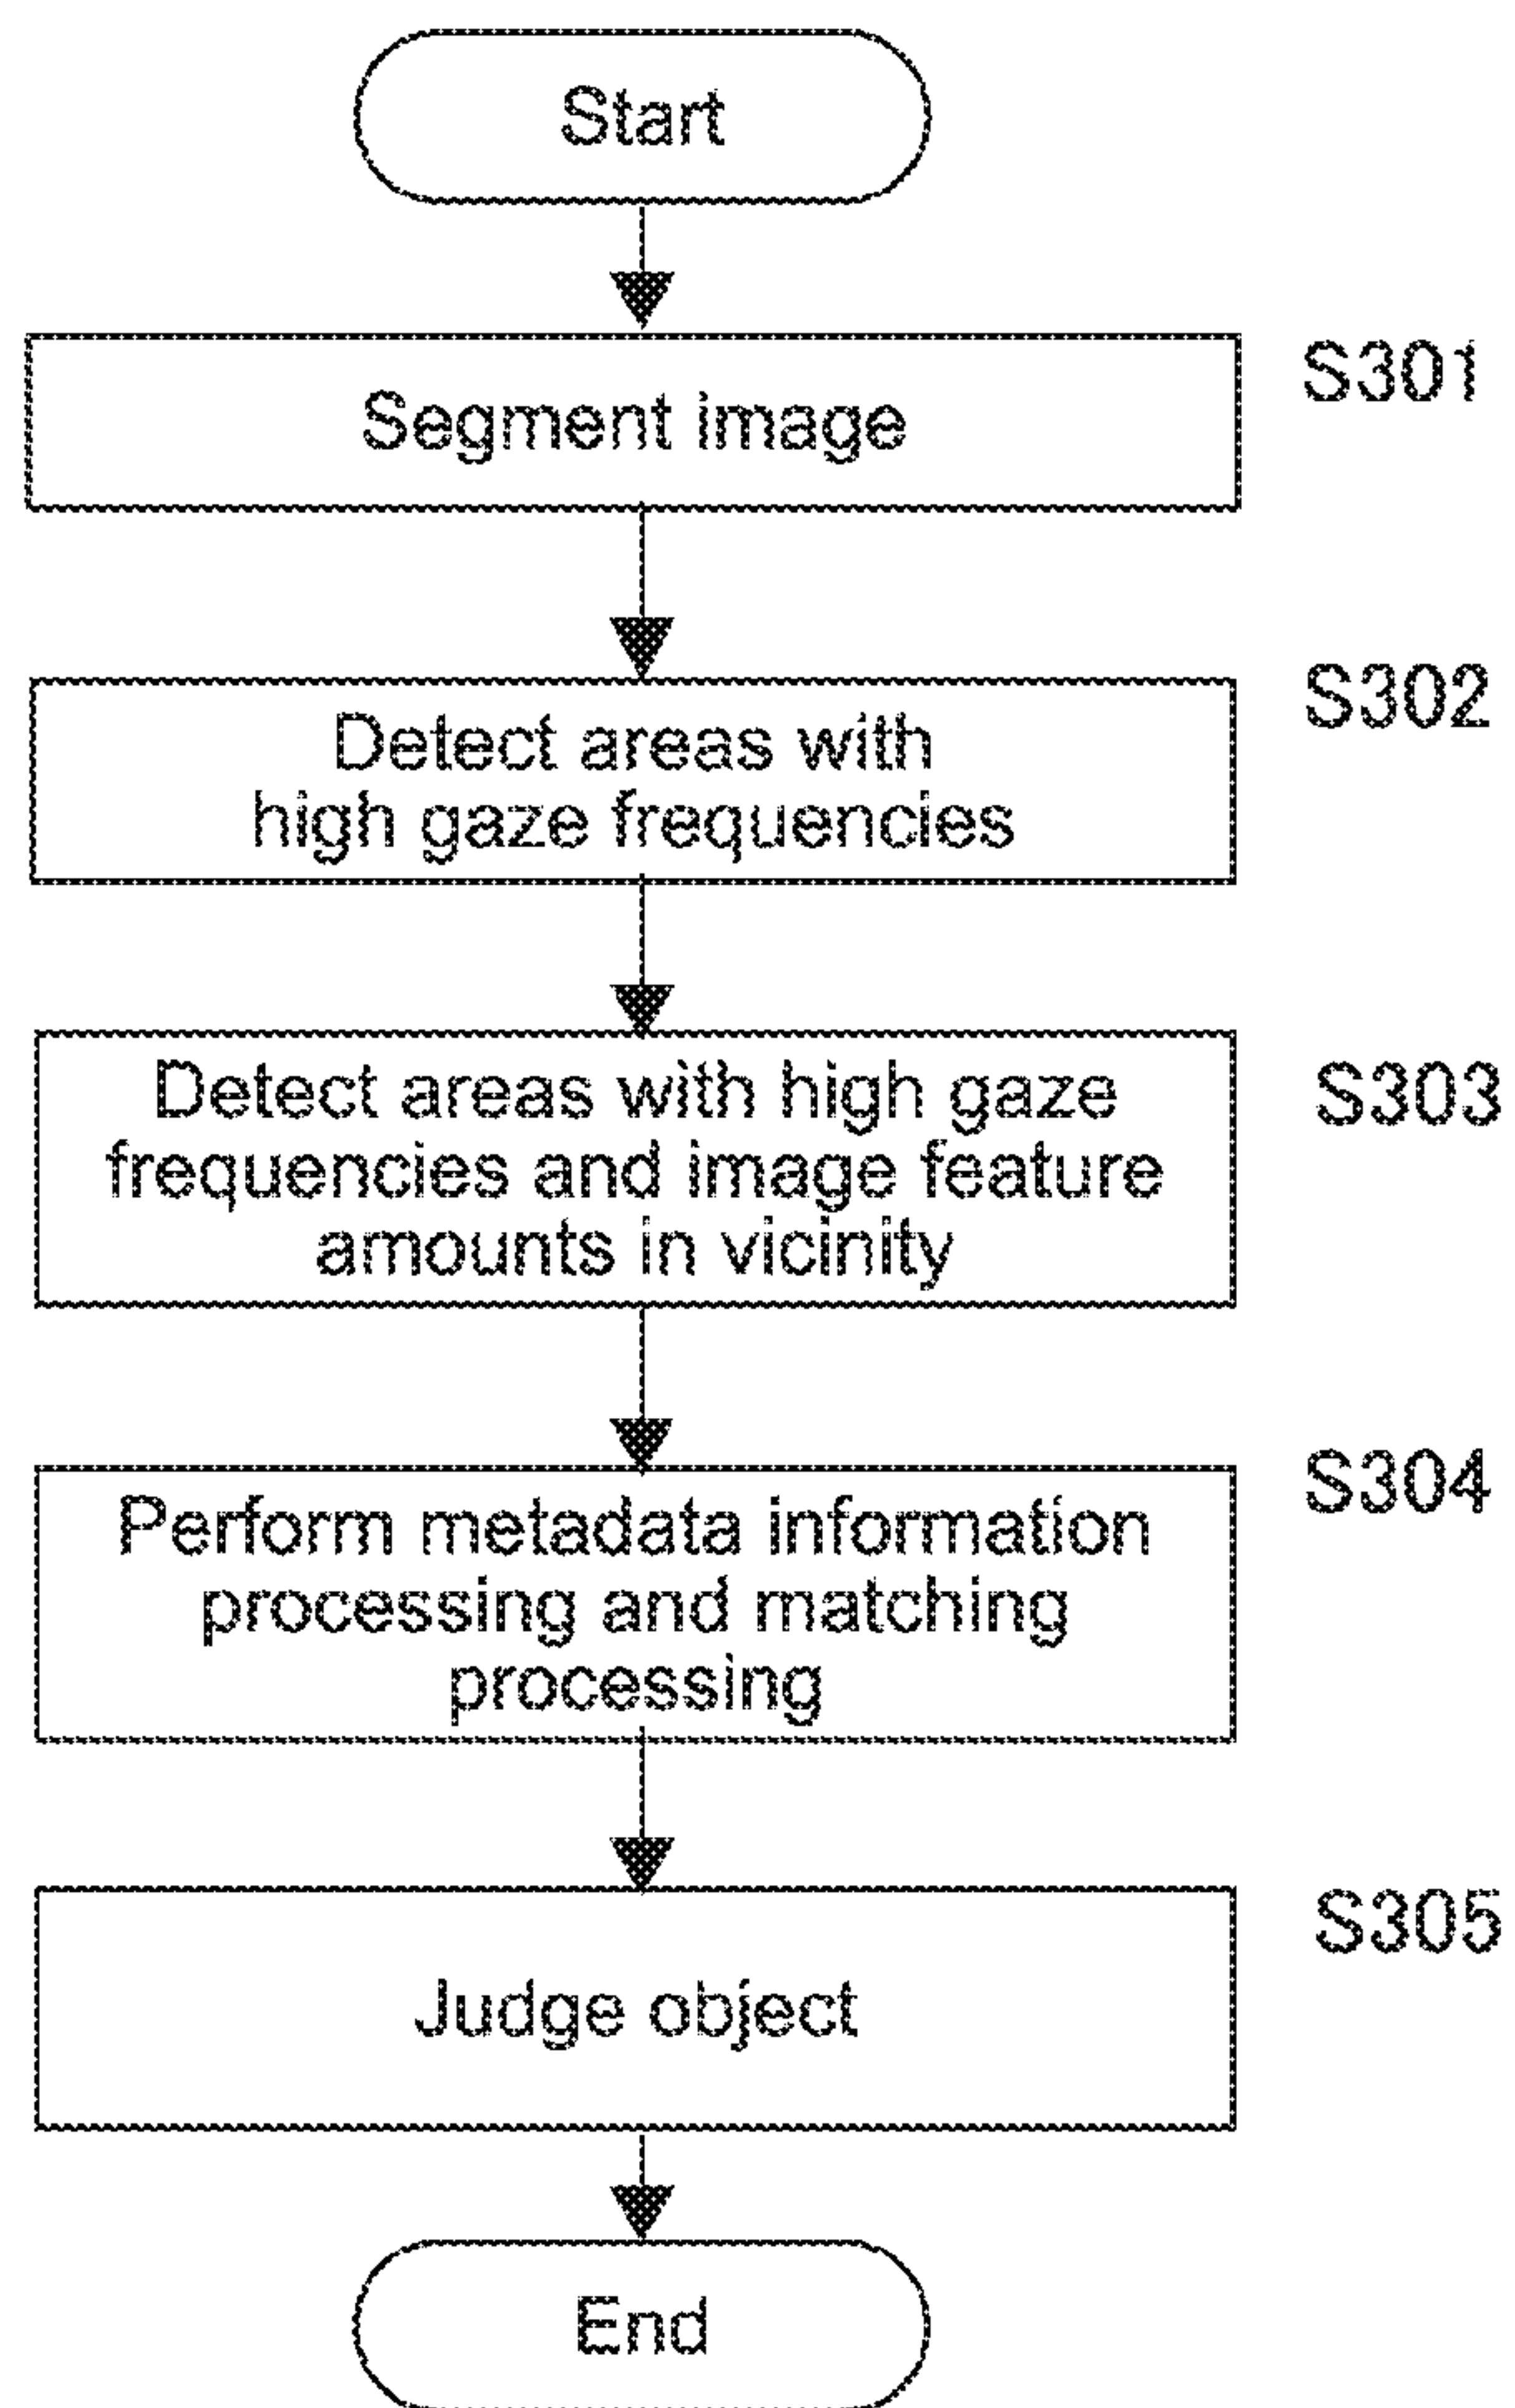 Start
S301
Segment image
S302
Detect areas with
high gaze frequencies
S303
Detect areas with high gaze
frequencies and image feature
amounts in vicinity
S304
Perform metadata information
processing and matching
processing
S305
Judge object
End